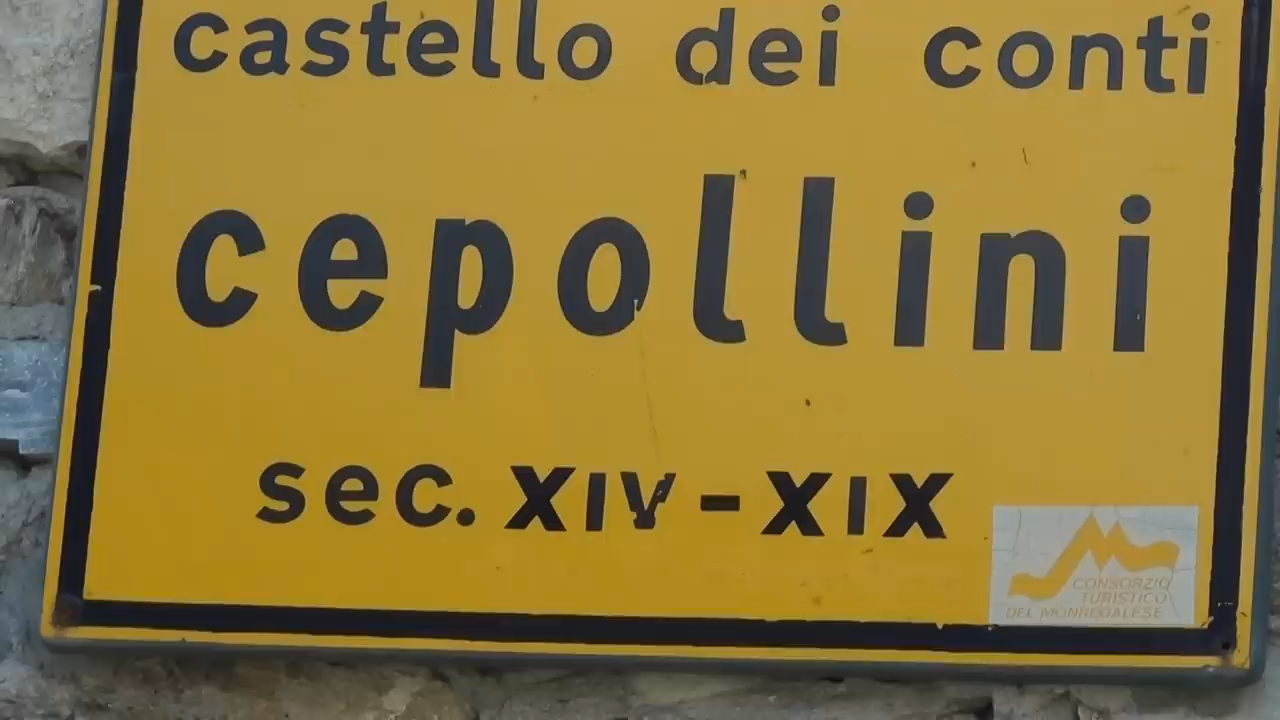 castello dei conti
cepollini
sec. XIV - XIX
CONSORZIO
TURISTICO
DEL MONREGALESE